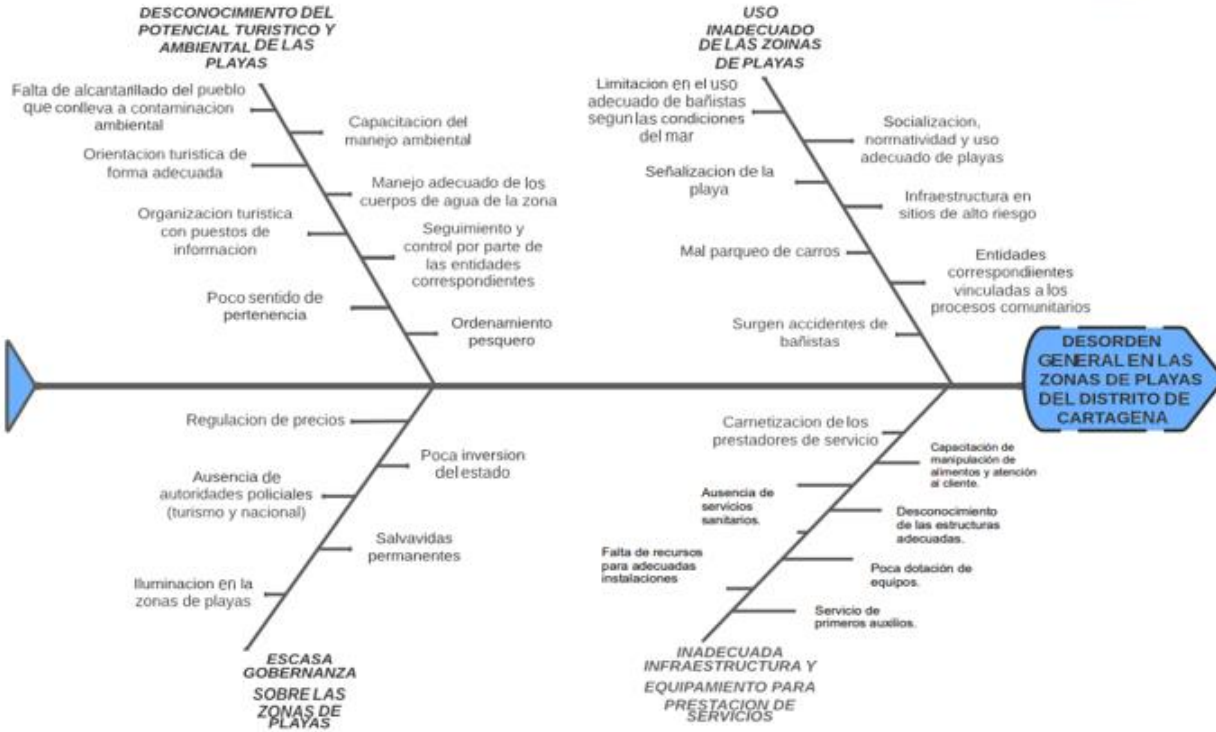 DESCONOCIMIENTO DEL
POTENCIAL TURISTICO Y
AMBIENTAL DE LAS
PLAYAS
Falta de alcantarillado del pueblo
que conlleva a contaminacion
ambiental
Capacitacion del
manejo ambiental
Orientacion turistica de
forma adecuada
Manejo adecuado de los
cuerpos de agua de la zona
Organizacion turistica
con puestos de
informacion
Seguimiento y
control por parte de
las entidades
correspondientes
Poco sentido de
pertenencia
Ordenamiento
pesquero
USO
INADECUADO
DE LAS ZOINAS
DE PLAYAS
Limitacion en el uso
adecuado de bañistas
segun las condiciones
del mar
Socializacion,
normatividad y uso
adecuado de playas
Señalizacion de la
playa
Infraestructura en
sitios de alto riesgo
Mal parqueo de carros
Entidades
correspondiientes
vinculadas a los
procesos comunitarios
Surgen accidentes de
bañistas
DESORDEN
GENERAL EN LAS
ZONAS DE PLAYAS
DEL DISTRITO DE
CARTAGENA
Regulacion de precios
Poca inversion
del estado
Ausencia de
autoridades policiales
(turismo y nacional)
Salvavidas
permanentes
Iluminacion en la
zonas de playas
ESCASA
GOBERNANZA
SOBRE LAS
ZONAS DE
PLAYAS
Carnetizacion de los
prestadores de servicio
Capacitación de
manipulación de
alimentos y atención
al cliente.
Ausencia de
servicios
sanitarios.
Desconocimiento
de las estructuras
adecuadas.
Falta de recursos
para adecuadas
instalaciones
Poca dotación de
equipos.
Servicio de
primeros auxilios.
INADECUADA
INFRAESTRUCTURA Y
EQUIPAMIENTO PARA
PRESTACION DE
SERVICIOS